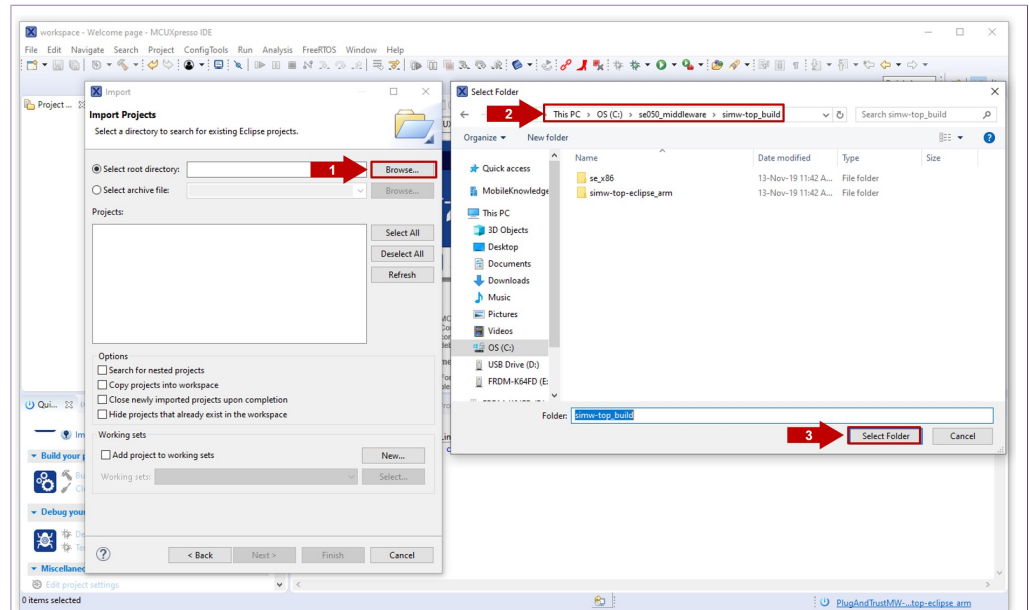 workspace - Welcome page - MCUXpresso IDE
File Edit Navigate Search Project ConfigTools Run Analysis FreeRTOS Window Help
Project ...
Import
Import Projects
Select a directory to search for existing Eclipse projects.
Select root directory:
1
Browse...
Select archive file:
Browse...
Projects:
Select All
Deselect All
Refresh
Options
Search for nested projects
Copy projects into workspace
Close newly imported projects upon completion
Hide projects that already exist in the workspace
Working sets
Add project to working sets
New...
Working sets:
Select...
< Back
Next >
Finish
Cancel
Select Folder
2
This PC > OS (C:) > se050_middleware > simw-top_build
Search simw-top_build
Organize
New folder
Name
Date modified
Type
Size
Quick access
MobileKnowledge
This PC
3D Objects
Desktop
Documents
Downloads
Music
Pictures
Videos
OS (C:)
USB Drive (D:)
FRDM-K64FD (E:
se_x86
13-Nov-19 11:42 A...
File folder
simw-top-eclipse_arm
13-Nov-19 11:42 A...
File folder
Folder:
simw-top_build
3
Select Folder
Cancel
Qui...
Im
Build your
Bu
Debug your
De
Te
Miscellane
Edit project settings
0 items selected
PlugAndTrustMW-...top-eclipse_arm